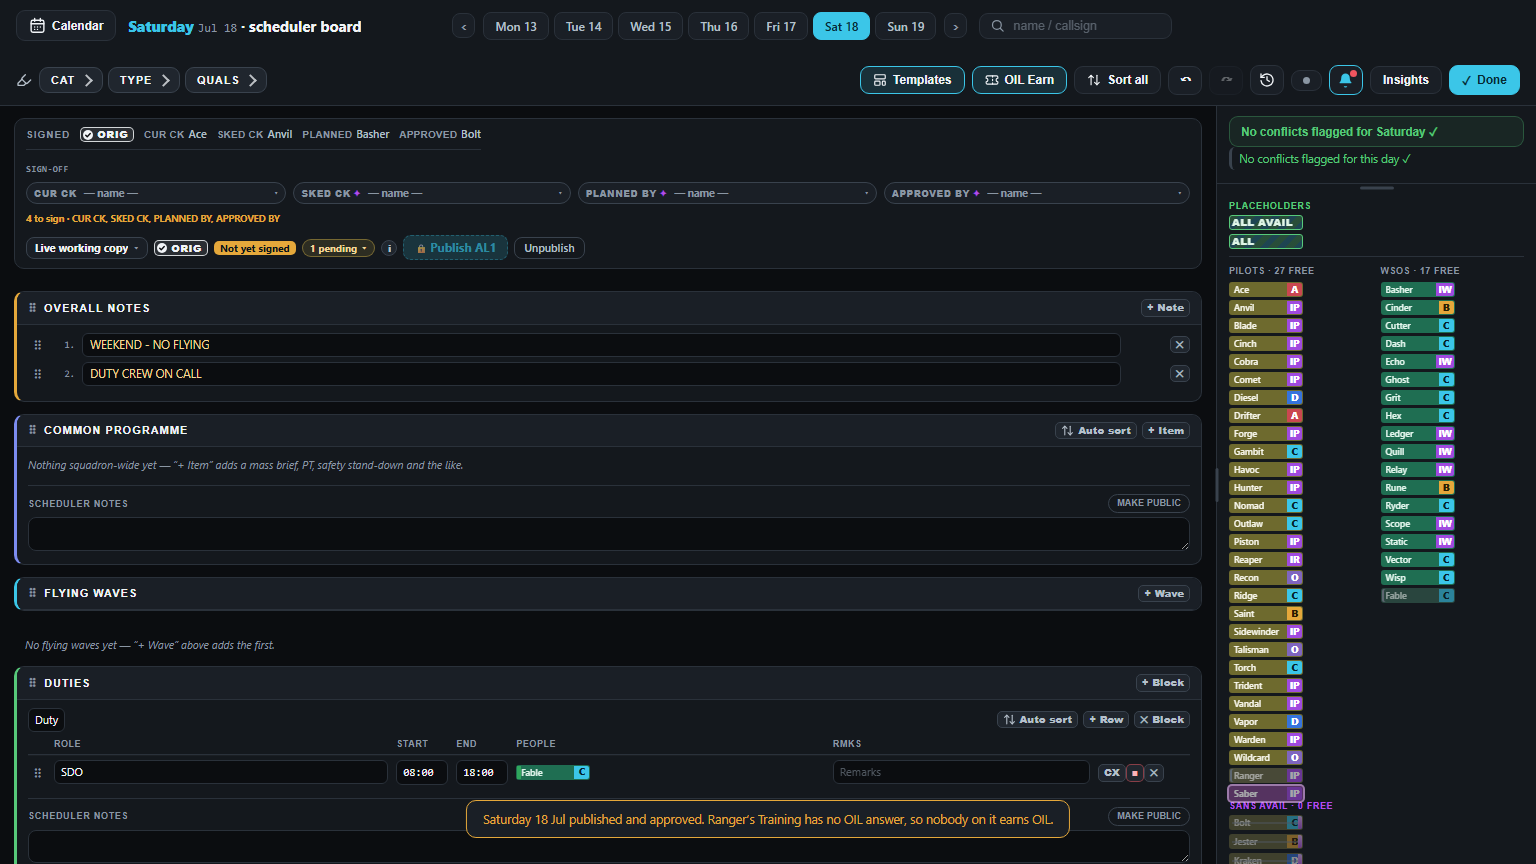 Calendar
Saturday Jul 18 · scheduler board
‹ Mon 13 Tue 14 Wed 15 Thu 16 Fri 17 Sat 18 Sun 19 ›
name / callsign
CAT TYPE QUALS
Templates OIL Earn Sort all Insights ✓ Done
SIGNED ORIG CUR CK Ace SKED CK Anvil PLANNED Basher APPROVED Bolt
SIGN-OFF
CUR CK — name — SKED CK ✦ — name — PLANNED BY ✦ — name — APPROVED BY ✦ — name —
4 to sign · CUR CK, SKED CK, PLANNED BY, APPROVED BY
Live working copy ORIG Not yet signed 1 pending i Publish AL1 Unpublish
OVERALL NOTES + Note
1. WEEKEND - NO FLYING
2. DUTY CREW ON CALL
COMMON PROGRAMME Auto sort + Item
Nothing squadron-wide yet — "+ Item" adds a mass brief, PT, safety stand-down and the like.
SCHEDULER NOTES MAKE PUBLIC
FLYING WAVES + Wave
No flying waves yet — "+ Wave" above adds the first.
DUTIES + Block
Duty Auto sort + Row ✕ Block
ROLE START END PEOPLE RMKS
SDO 08:00 18:00 Fable C Remarks CX
SCHEDULER NOTES MAKE PUBLIC
Saturday 18 Jul published and approved. Ranger's Training has no OIL answer, so nobody on it earns OIL.
No conflicts flagged for Saturday ✓
No conflicts flagged for this day ✓
PLACEHOLDERS
ALL AVAIL
ALL
PILOTS · 27 FREE
Ace A
Anvil IP
Blade IP
Cinch IP
Cobra IP
Comet IP
Diesel D
Drifter A
Forge IP
Gambit C
Havoc IP
Hunter IP
Nomad C
Outlaw C
Piston IP
Reaper IR
Recon O
Ridge C
Saint B
Sidewinder IP
Talisman O
Torch C
Trident IP
Vandal IP
Vapor D
Warden IP
Wildcard O
Ranger IP
Saber IP
WSOS · 17 FREE
Basher IW
Cinder B
Cutter C
Dash C
Echo IW
Ghost C
Grit C
Hex C
Ledger IW
Quill IW
Relay IW
Rune B
Ryder C
Scope IW
Static IW
Vector C
Wisp C
Fable C
SANS AVAIL · 0 FREE
Bolt C
Jester D
Kraken D